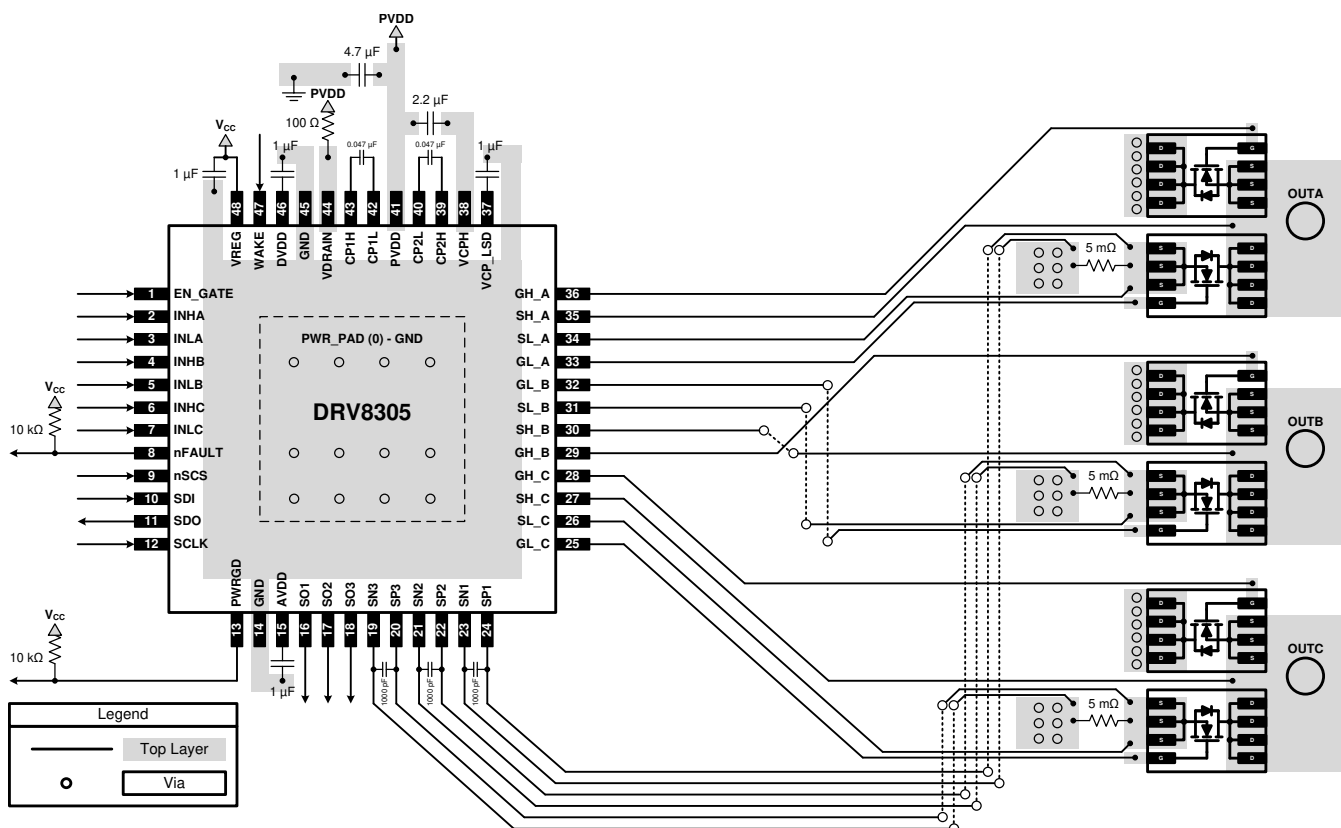 PVDD
4.7 µF
PVDD
2.2 µF
100 Ω
VCC
1 µF
1 µF
0.047 µF
0.047 µF
1 µF
48 47 46 45 44 43 42 41 40 39 38 37
VREG WAKE DVDD GND VDRAIN CP1H CP1L PVDD CP2L CP2H VCPH VCP_LSD
1 EN_GATE
2 INHA
3 INLA
4 INHB
5 INLB
6 INHC
7 INLC
8 nFAULT
9 nSCS
10 SDI
11 SDO
12 SCLK
VCC
10 kΩ
PWR_PAD (0) - GND
DRV8305
GH_A 36
SH_A 35
SL_A 34
GL_A 33
GL_B 32
SL_B 31
SH_B 30
GH_B 29
GH_C 28
SH_C 27
SL_C 26
GL_C 25
PWRGD GND AVDD SO1 SO2 SO3 SN3 SP3 SN2 SP2 SN1 SP1
13 14 15 16 17 18 19 20 21 22 23 24
VCC
10 kΩ
1 µF
1000 pF
1000 pF
1000 pF
D G
D S
D S
D S
OUTA
5 mΩ
S D
S D
S D
G D
D G
D S
D S
D S
OUTB
5 mΩ
S D
S D
S D
G D
D G
D S
D S
D S
OUTC
5 mΩ
S D
S D
S D
G D
Legend
Top Layer
Via